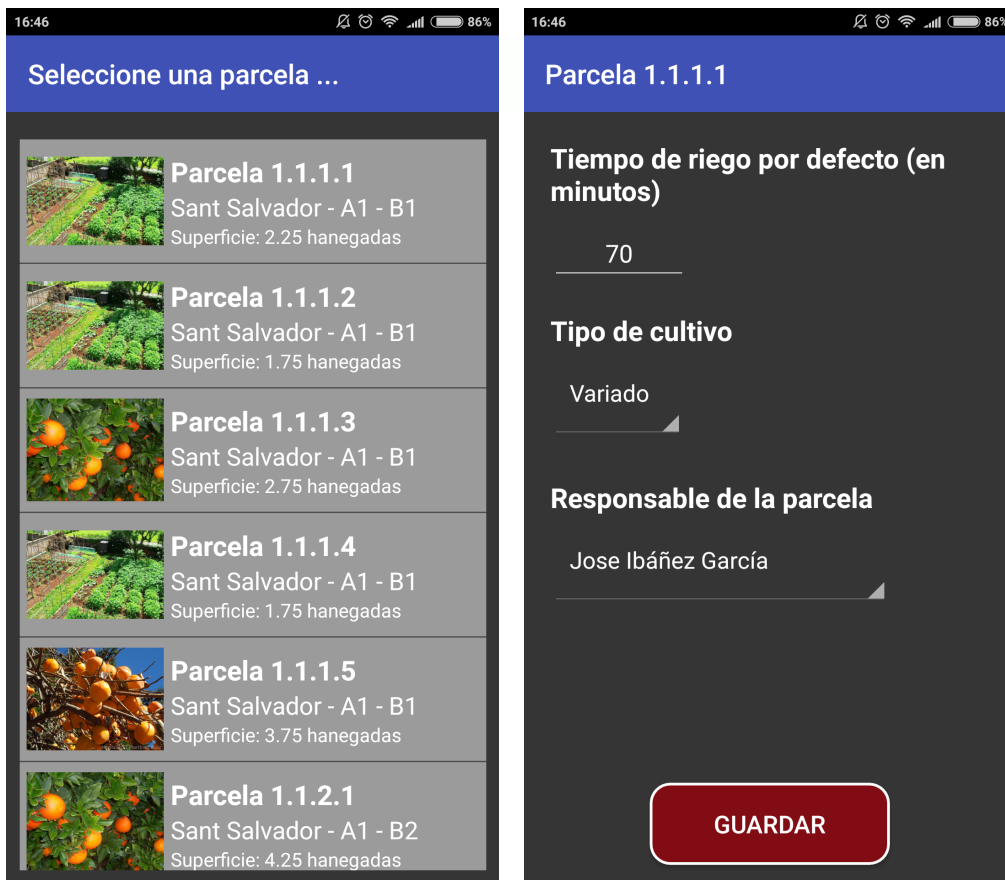 16:46
86%
Seleccione una parcela ...
Parcela 1.1.1.1
Sant Salvador - A1 - B1
Superficie: 2.25 hanegadas
Parcela 1.1.1.2
Sant Salvador - A1 - B1
Superficie: 1.75 hanegadas
Parcela 1.1.1.3
Sant Salvador - A1 - B1
Superficie: 2.75 hanegadas
Parcela 1.1.1.4
Sant Salvador - A1 - B1
Superficie: 1.75 hanegadas
Parcela 1.1.1.5
Sant Salvador - A1 - B1
Superficie: 3.75 hanegadas
Parcela 1.1.2.1
Sant Salvador - A1 - B2
Superficie: 4.25 hanegadas
16:46
86%
Parcela 1.1.1.1
Tiempo de riego por defecto (en
minutos)
70
Tipo de cultivo
Variado
Responsable de la parcela
Jose Ibáñez García
GUARDAR